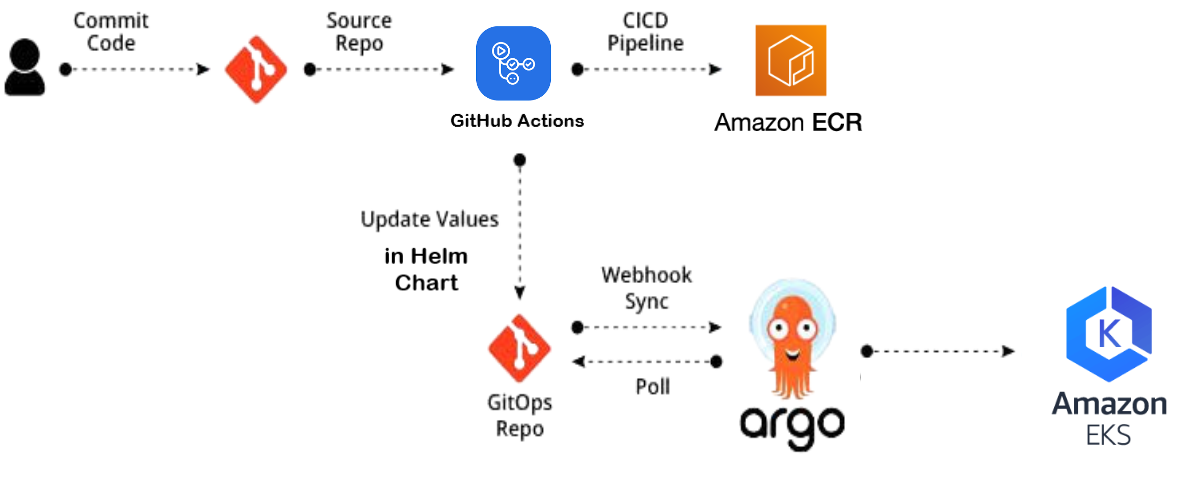 Commit
Code
Source
Repo
CICD
Pipeline
GitHub Actions
Amazon ECR
Update Values
in Helm
Chart
Webhook
Sync
Poll
GitOps
Repo
argo
K
Amazon
EKS